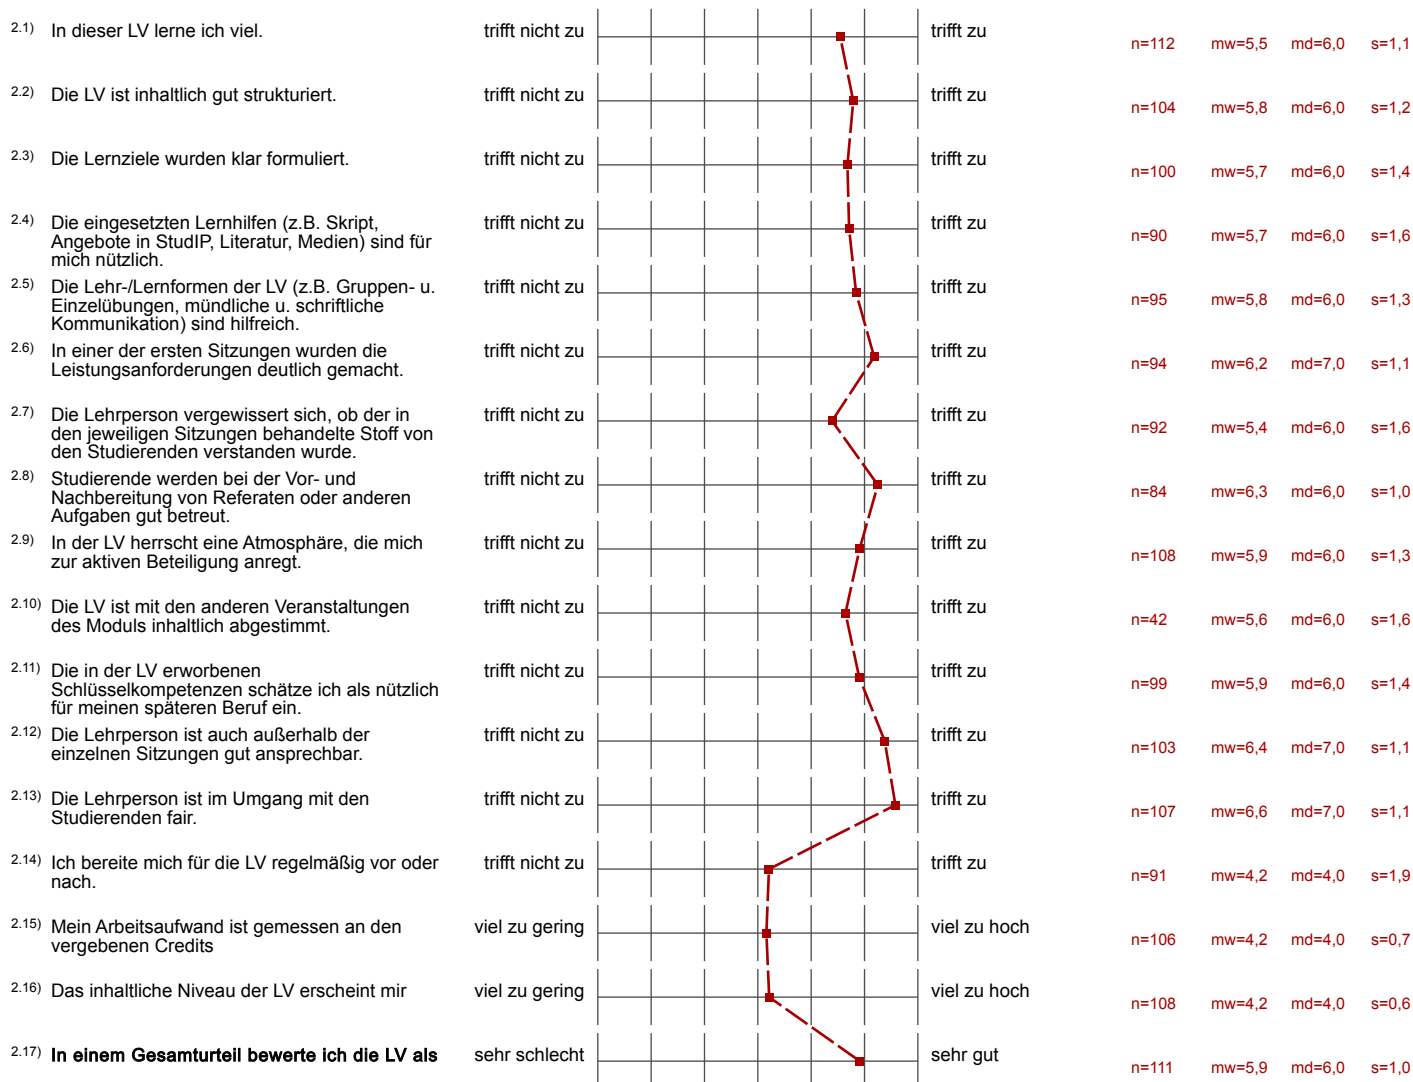 2.1) In dieser LV lerne ich viel. trifft nicht zu trifft zu n=112 mw=5,5 md=6,0 s=1,1
2.2) Die LV ist inhaltlich gut strukturiert. trifft nicht zu trifft zu n=104 mw=5,8 md=6,0 s=1,2
2.3) Die Lernziele wurden klar formuliert. trifft nicht zu trifft zu n=100 mw=5,7 md=6,0 s=1,4
2.4) Die eingesetzten Lernhilfen (z.B. Skript, trifft nicht zu trifft zu
Angebote in StudIP, Literatur, Medien) sind für n=90 mw=5,7 md=6,0 s=1,6
mich nützlich.
2.5) Die Lehr-/Lernformen der LV (z.B. Gruppen- u. trifft nicht zu trifft zu
Einzelübungen, mündliche u. schriftliche n=95 mw=5,8 md=6,0 s=1,3
Kommunikation) sind hilfreich.
2.6) In einer der ersten Sitzungen wurden die trifft nicht zu trifft zu
Leistungsanforderungen deutlich gemacht. n=94 mw=6,2 md=7,0 s=1,1
2.7) Die Lehrperson vergewissert sich, ob der in trifft nicht zu trifft zu
den jeweiligen Sitzungen behandelte Stoff von n=92 mw=5,4 md=6,0 s=1,6
den Studierenden verstanden wurde.
2.8) Studierende werden bei der Vor- und trifft nicht zu trifft zu
Nachbereitung von Referaten oder anderen n=84 mw=6,3 md=6,0 s=1,0
Aufgaben gut betreut.
2.9) In der LV herrscht eine Atmosphäre, die mich trifft nicht zu trifft zu
zur aktiven Beteiligung anregt. n=108 mw=5,9 md=6,0 s=1,3
2.10) Die LV ist mit den anderen Veranstaltungen trifft nicht zu trifft zu
des Moduls inhaltlich abgestimmt. n=42 mw=5,6 md=6,0 s=1,6
2.11) Die in der LV erworbenen trifft nicht zu trifft zu
Schlüsselkompetenzen schätze ich als nützlich n=99 mw=5,9 md=6,0 s=1,4
für meinen späteren Beruf ein.
2.12) Die Lehrperson ist auch außerhalb der trifft nicht zu trifft zu
einzelnen Sitzungen gut ansprechbar. n=103 mw=6,4 md=7,0 s=1,1
2.13) Die Lehrperson ist im Umgang mit den trifft nicht zu trifft zu
Studierenden fair. n=107 mw=6,6 md=7,0 s=1,1
2.14) Ich bereite mich für die LV regelmäßig vor oder trifft nicht zu trifft zu
nach. n=91 mw=4,2 md=4,0 s=1,9
2.15) Mein Arbeitsaufwand ist gemessen an den viel zu gering viel zu hoch
vergebenen Credits n=106 mw=4,2 md=4,0 s=0,7
2.16) Das inhaltliche Niveau der LV erscheint mir viel zu gering viel zu hoch n=108 mw=4,2 md=4,0 s=0,6
2.17) In einem Gesamturteil bewerte ich die LV als sehr schlecht sehr gut n=111 mw=5,9 md=6,0 s=1,0